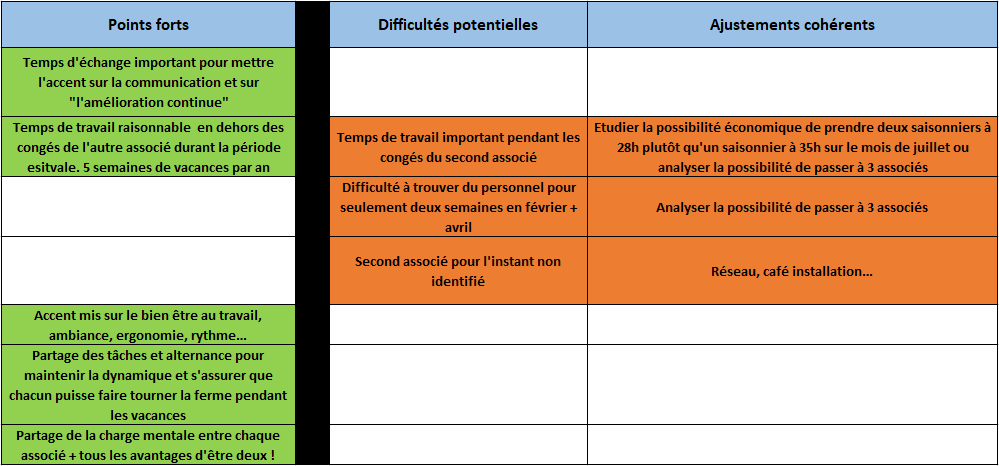 Points forts
Difficultés potentielles
Ajustements cohérents
Temps d'échange important pour mettre
l'accent sur la communication et sur
"l'amélioration continue"
Temps de travail raisonnable en dehors des
congés de l'autre associé durant la période
esitvale. 5 semaines de vacances par an
Temps de travail important pendant les
congés du second associé
Etudier la possibilité économique de prendre deux saisonniers à
28h plutôt qu'un saisonnier à 35h sur le mois de juillet ou
analyser la possibilité de passer à 3 associés
Difficulté à trouver du personnel pour
seulement deux semaines en février +
avril
Analyser la possibilité de passer à 3 associés
Second associé pour l'instant non
identifié
Réseau, café installation...
Accent mis sur le bien être au travail,
ambiance, ergonomie, rythme...
Partage des tâches et alternance pour
maintenir la dynamique et s'assurer que
chacun puisse faire tourner la ferme pendant
les vacances
Partage de la charge mentale entre chaque
associé + tous les avantages d'être deux !